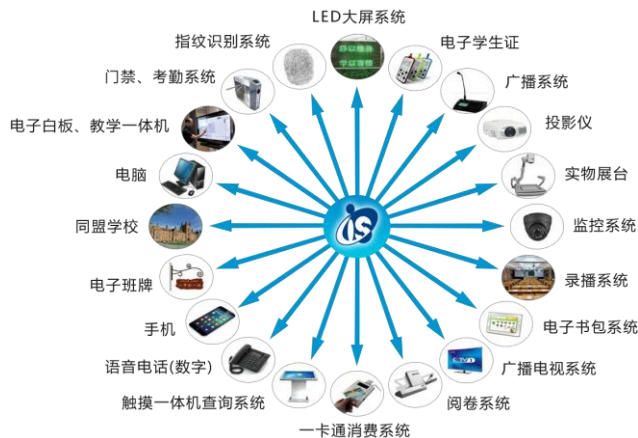 LED大屏系统
指纹识别系统
电子学生证
门禁、考勤系统
广播系统
电子白板、教学一体机
投影仪
电脑
实物展台
同盟学校
is
监控系统
电子班牌
录播系统
手机
电子书包系统
语音电话(数字)
广播电视系统
触摸一体机查询系统
阅卷系统
一卡通消费系统